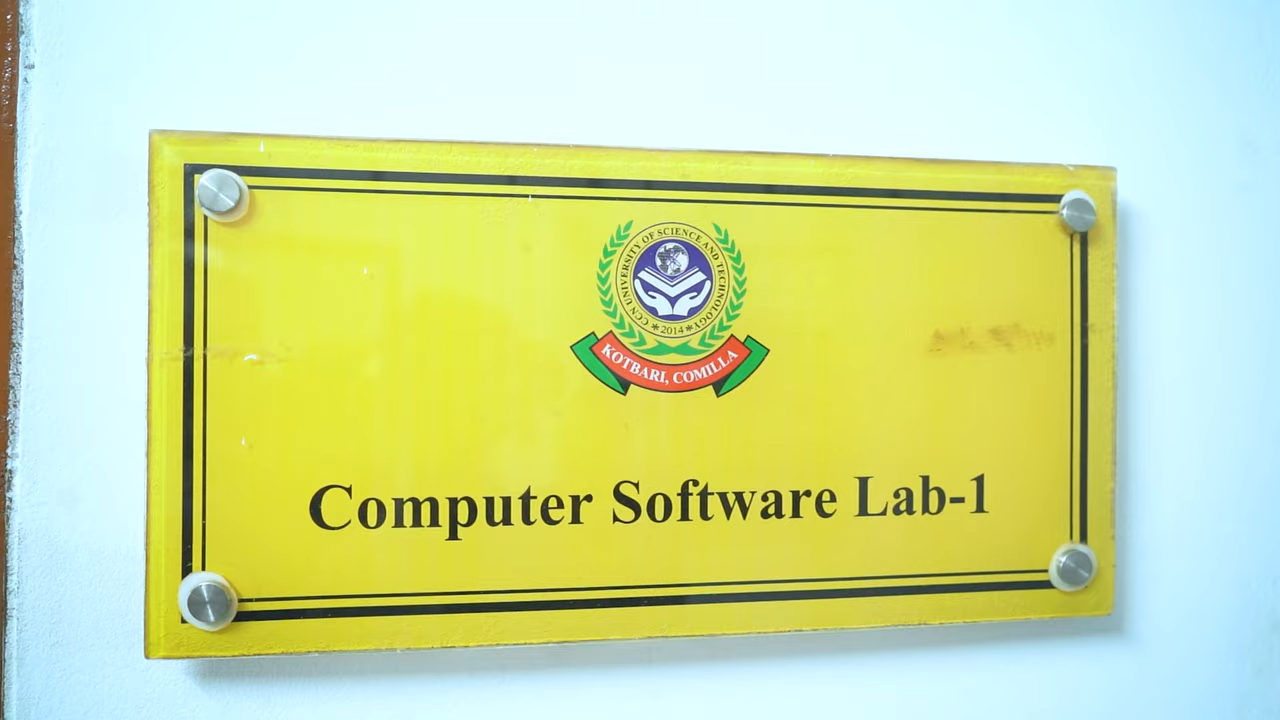 CCN UNIVERSITY OF SCIENCE AND TECHNOLOGY
*2014*
KOTBARI, COMILLA
Computer Software Lab-1